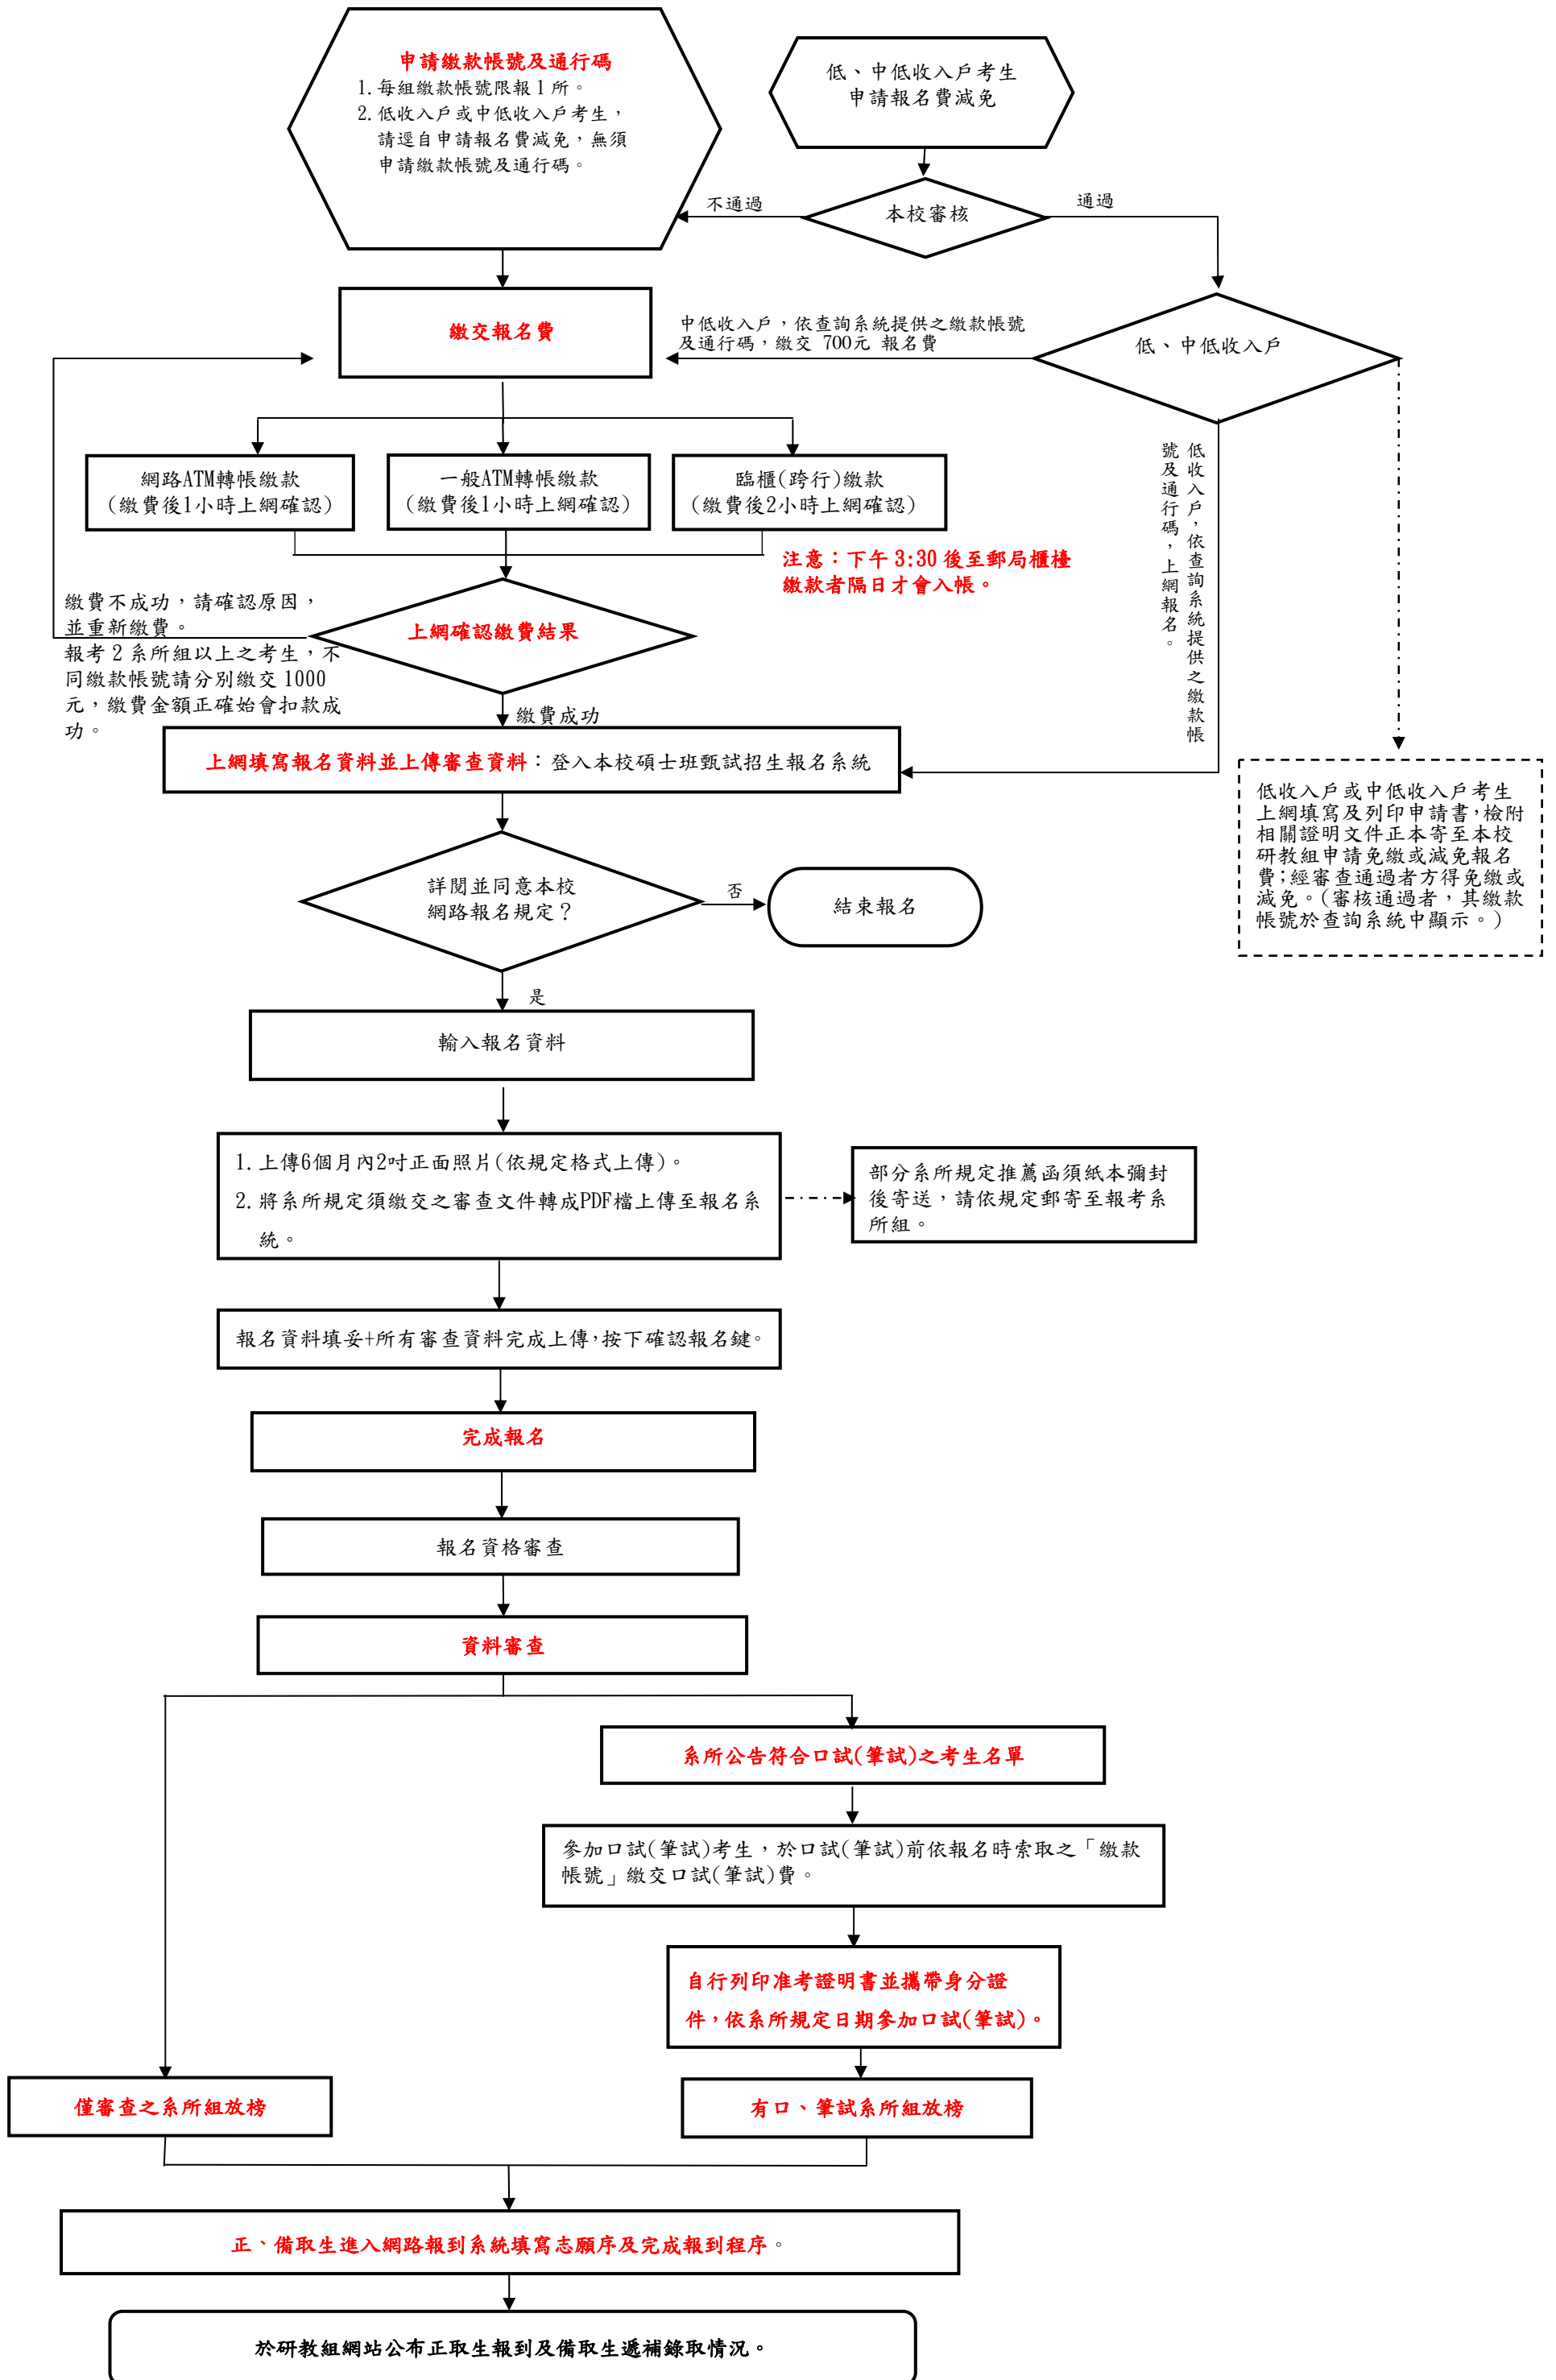 申請繳款帳號及通行碼
1. 每組繳款帳號限報 1 所。
2. 低收入戶或中低收入戶考生，
請逕自申請報名費減免，無須
申請繳款帳號及通行碼。
低、中低收入戶考生
申請報名費減免
不通過
本校審核
通過
繳交報名費
中低收入戶，依查詢系統提供之繳款帳號
及通行碼，繳交 700元 報名費
低、中低收入戶
低收入戶，依查詢系統提供之繳款帳
號及通行碼，上網報名。
網路ATM轉帳繳款
(繳費後1小時上網確認)
一般ATM轉帳繳款
(繳費後1小時上網確認)
臨櫃(跨行)繳款
(繳費後2小時上網確認)
注意：下午 3:30 後至郵局櫃檯
繳款者隔日才會入帳。
繳費不成功，請確認原因，
並重新繳費。
報考 2 系所組以上之考生，不
同繳款帳號請分別繳交 1000
元，繳費金額正確始會扣款成
功。
上網確認繳費結果
繳費成功
上網填寫報名資料並上傳審查資料：登入本校碩士班甄試招生報名系統
低收入戶或中低收入戶考生
上網填寫及列印申請書，檢附
相關證明文件正本寄至本校
研教組申請免繳或減免報名
費；經審查通過者方得免繳或
減免。(審核通過者，其繳款
帳號於查詢系統中顯示。)
詳閱並同意本校
網路報名規定？
否
結束報名
是
輸入報名資料
1. 上傳6個月內2吋正面照片(依規定格式上傳)。
2. 將系所規定須繳交之審查文件轉成PDF檔上傳至報名系
統。
部分系所規定推薦函須紙本彌封
後寄送，請依規定郵寄至報考系
所組。
報名資料填妥+所有審查資料完成上傳，按下確認報名鍵。
完成報名
報名資格審查
資料審查
系所公告符合口試(筆試)之考生名單
參加口試(筆試)考生，於口試(筆試)前依報名時索取之「繳款
帳號」繳交口試(筆試)費。
自行列印准考證明書並攜帶身分證
件，依系所規定日期參加口試(筆試)。
僅審查之系所組放榜
有口、筆試系所組放榜
正、備取生進入網路報到系統填寫志願序及完成報到程序。
於研教組網站公布正取生報到及備取生遞補錄取情況。